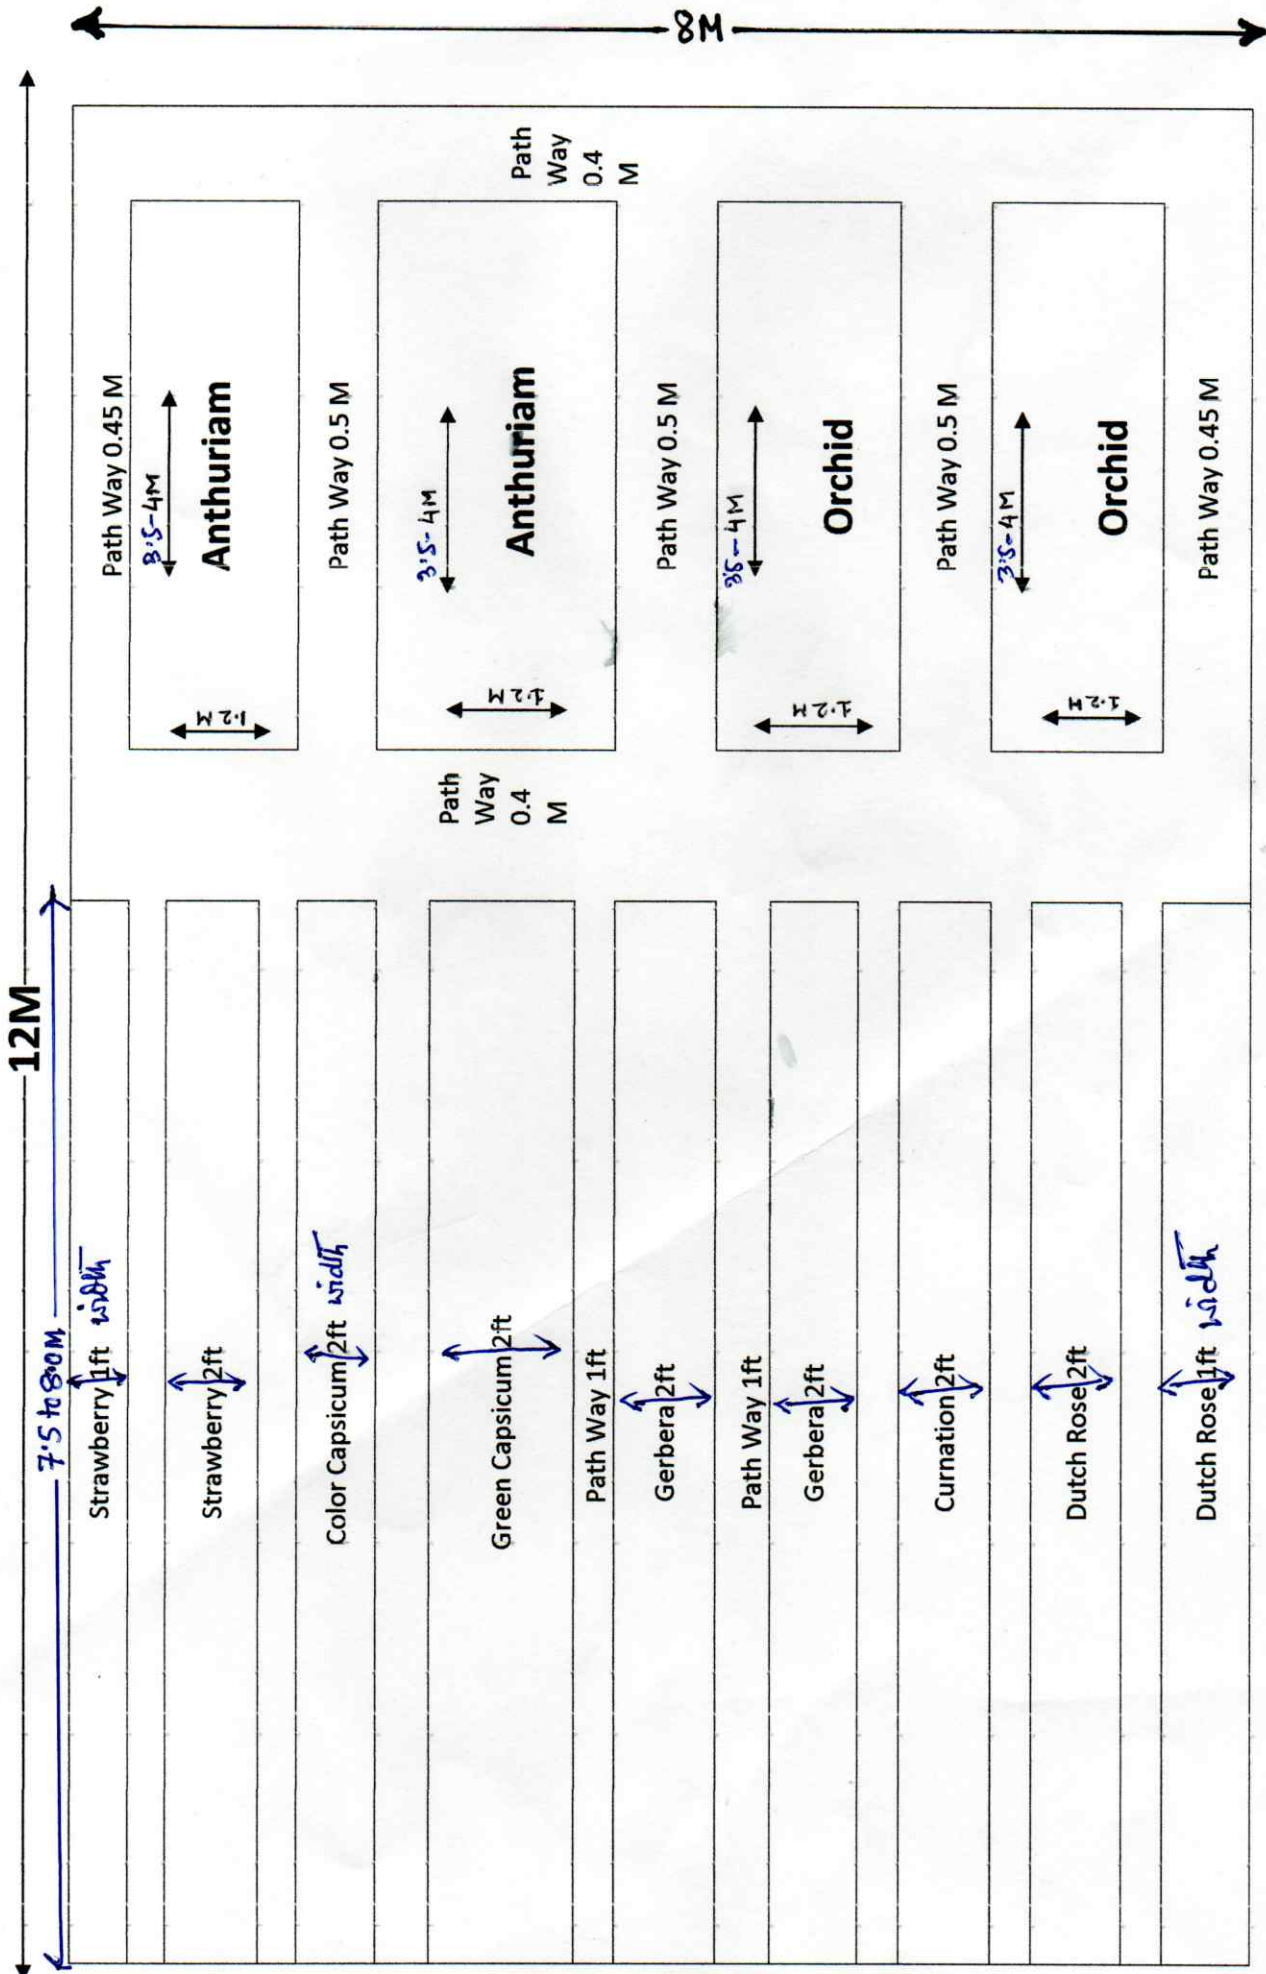 8M
12M
7.5 to 8.0M
Path Way 0.4 M
Path Way 0.45 M
3.5-4M
Anthuriam
1.2M
Path Way 0.5 M
3.5-4M
Anthuriam
1.2M
Path Way 0.4 M
Path Way 0.5 M
3.5-4M
Orchid
1.2M
Path Way 0.5 M
3.5-4M
Orchid
1.2M
Path Way 0.45 M
Strawberry 1ft width
Strawberry 2ft
Color Capsicum 2ft width
Green Capsicum 2ft
Path Way 1ft
Gerbera 2ft
Path Way 1ft
Gerbera 2ft
Curnation 2ft
Dutch Rose 2ft
Dutch Rose 1ft width